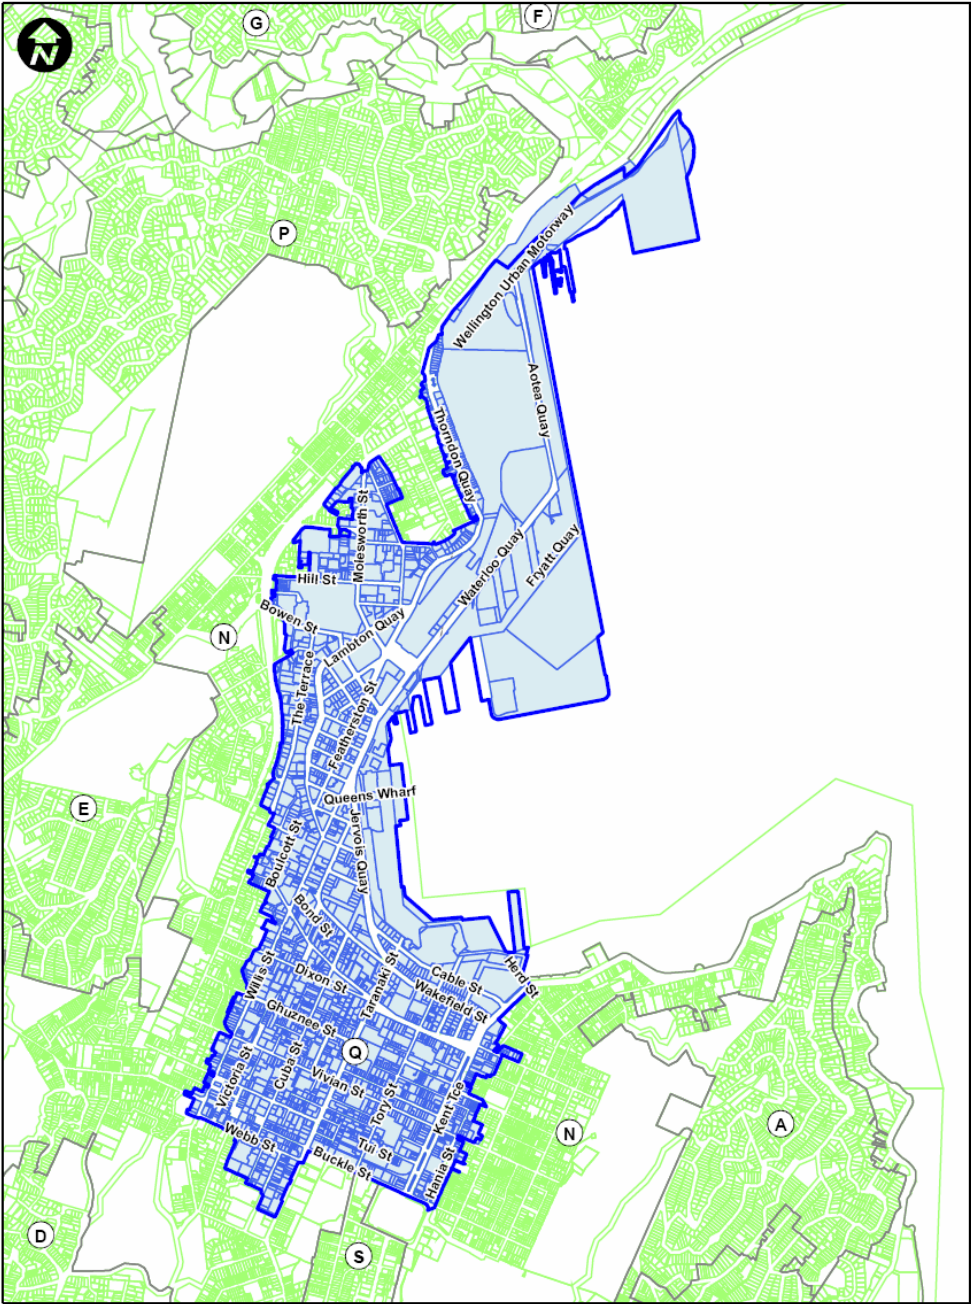 G
F
N
P
Wellington Urban Motorway
Aotea Quay
Thorndon Quay
Molesworth St
Waterloo Quay
Fryatt Quay
Hill St
Bowen St
N
Lambton Quay
The Terrace
Featherston St
Queens Wharf
E
Jervois Quay
Boulcott St
Bond St
Willis St
Dixon St
Taranaki St
Cable St
Herd St
Wakefield St
Ghuznee St
Q
Cuba St
Victoria St
Vivian St
Tory St
Kent Tce
Webb St
Tui St
N
A
Buckle St
Hania St
D
S